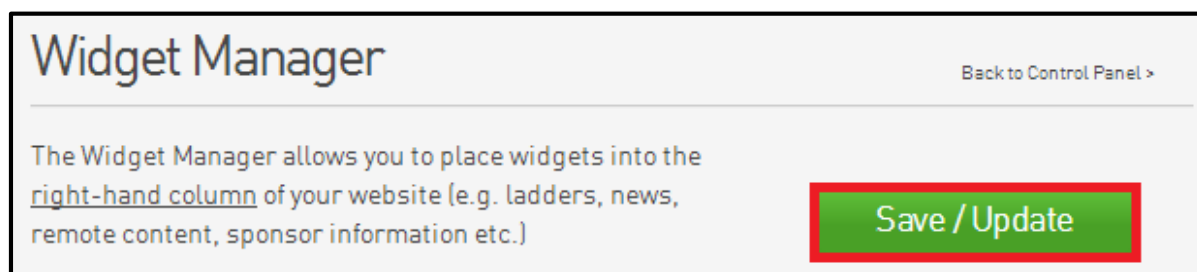 Widget Manager
Back to Control Panel >
The Widget Manager allows you to place widgets into the
right-hand column of your website (e.g. ladders, news,
remote content, sponsor information etc.)
Save / Update